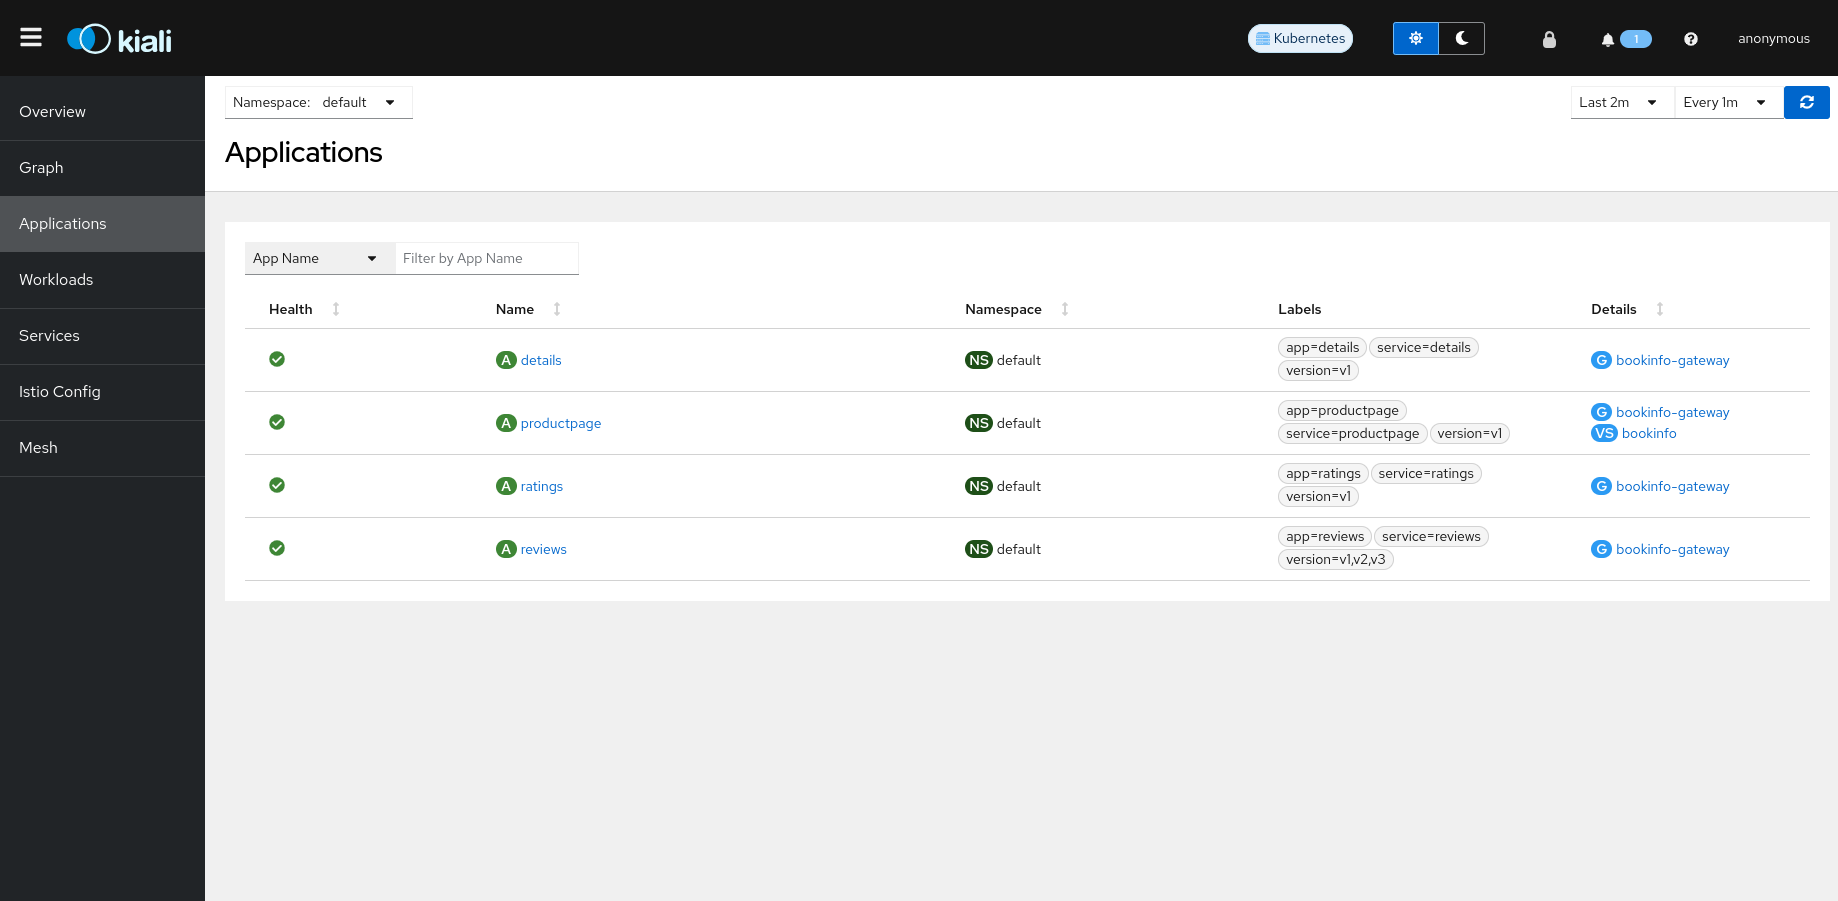 kiali
Kubernetes
1
anonymous
Overview
Graph
Applications
Workloads
Services
Istio Config
Mesh
Namespace: default
Last 2m Every 1m
Applications
App Name Filter by App Name
Health Name Namespace Labels Details
A details NS default app=details service=details G bookinfo-gateway
version=v1
A productpage NS default app=productpage G bookinfo-gateway
service=productpage version=v1 VS bookinfo
A ratings NS default app=ratings service=ratings G bookinfo-gateway
version=v1
A reviews NS default app=reviews service=reviews G bookinfo-gateway
version=v1,v2,v3